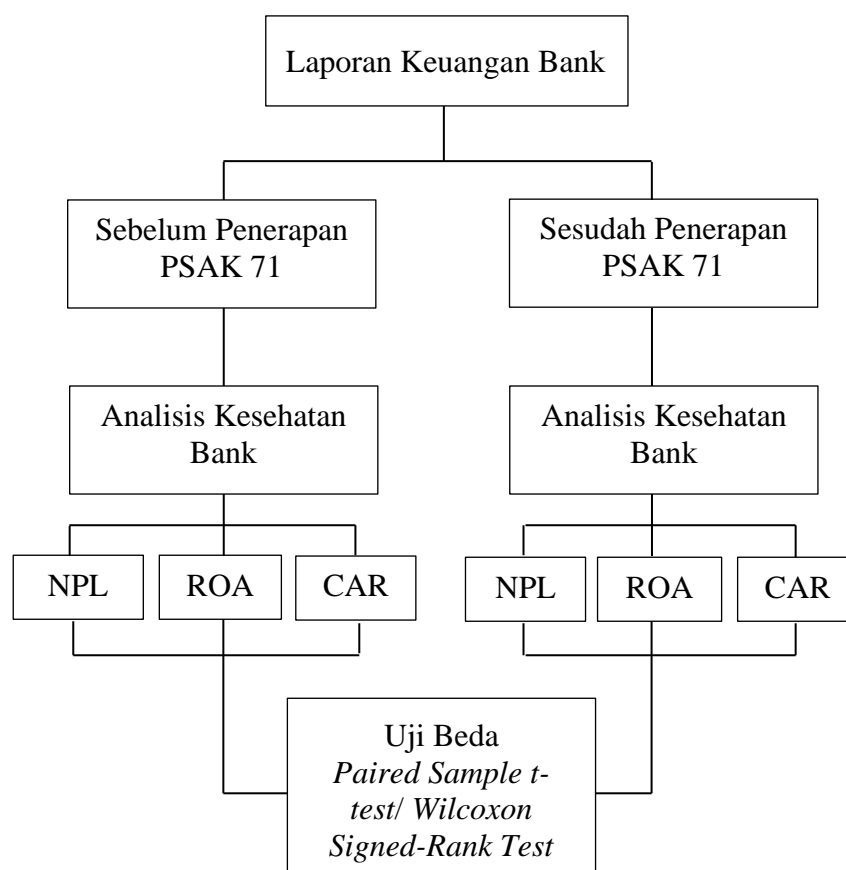 Laporan Keuangan Bank
Sebelum Penerapan
PSAK 71
Sesudah Penerapan
PSAK 71
Analisis Kesehatan
Bank
Analisis Kesehatan
Bank
NPL
ROA
CAR
NPL
ROA
CAR
Uji Beda
Paired Sample t-
test/ Wilcoxon
Signed-Rank Test